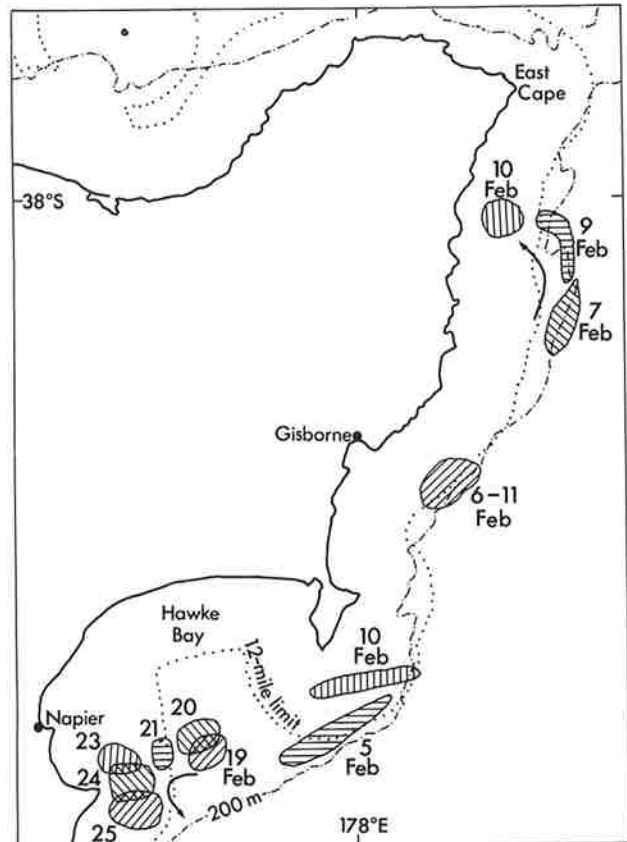 East
Cape
10
Feb
38°S
9
Feb
7
Feb
Gisborne
6–11
Feb
Hawke
Bay
12-mile limit
10
Feb
Napier
20
21
23
19
Feb
5
Feb
24
200 m
25
178°E